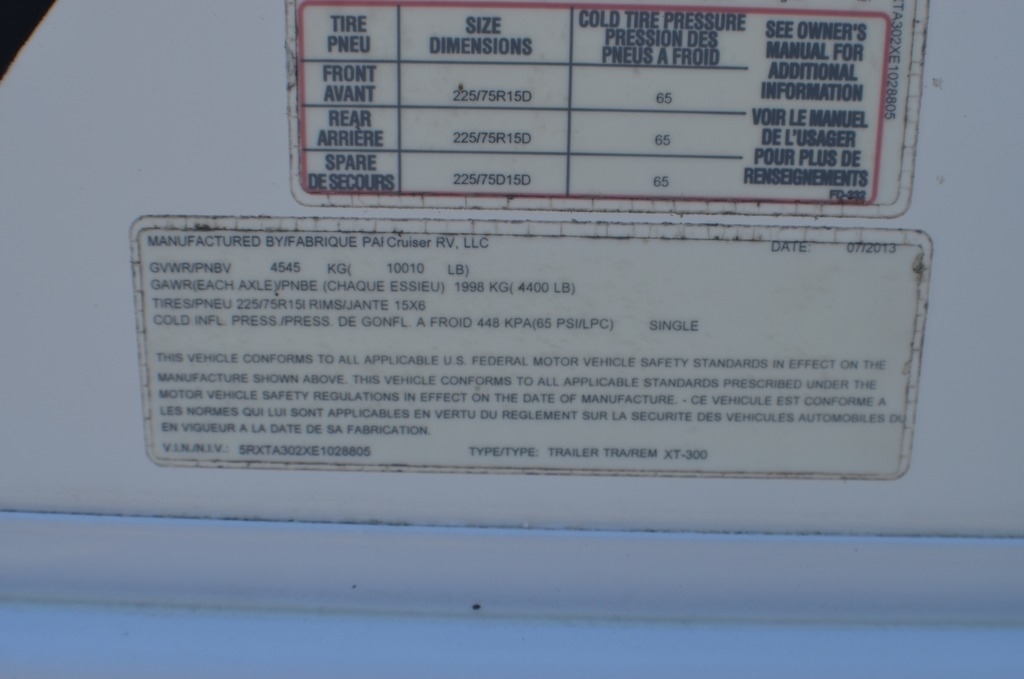 TIRE PNEU SIZE DIMENSIONS COLD TIRE PRESSURE PRESSION DES PNEUS A FROID
FRONT AVANT 225/75R15D 65
REAR ARRIÈRE 225/75R15D 65
SPARE DE SECOURS 225/75D15D 65
SEE OWNER'S
MANUAL FOR
ADDITIONAL
INFORMATION
VOIR LE MANUEL
DE L'USAGER
POUR PLUS DE
RENSEIGNEMENTS
TA302XE1028805
MANUFACTURED BY/FABRIQUE PAI Cruiser RV, LLC DATE: 07/2013
GVWR/PNBV 4545 KG( 10010 LB)
GAWR(EACH AXLE)/PNBE (CHAQUE ESSIEU) 1998 KG( 4400 LB)
TIRES/PNEU 225/75R15I RIMS/JANTE 15X6
COLD INFL. PRESS./PRESS. DE GONFL. A FROID 448 KPA(65 PSI/LPC) SINGLE
THIS VEHICLE CONFORMS TO ALL APPLICABLE U.S. FEDERAL MOTOR VEHICLE SAFETY STANDARDS IN EFFECT ON THE
MANUFACTURE SHOWN ABOVE. THIS VEHICLE CONFORMS TO ALL APPLICABLE STANDARDS PRESCRIBED UNDER THE
MOTOR VEHICLE SAFETY REGULATIONS IN EFFECT ON THE DATE OF MANUFACTURE. - CE VEHICULE EST CONFORME A
LES NORMES QUI LUI SONT APPLICABLES EN VERTU DU REGLEMENT SUR LA SECURITE DES VEHICULES AUTOMOBILES DU
EN VIGUEUR A LA DATE DE SA FABRICATION.
V.I.N./N.I.V.: 5RXTA302XE1028805 TYPE/TYPE: TRAILER TRA/REM XT-300